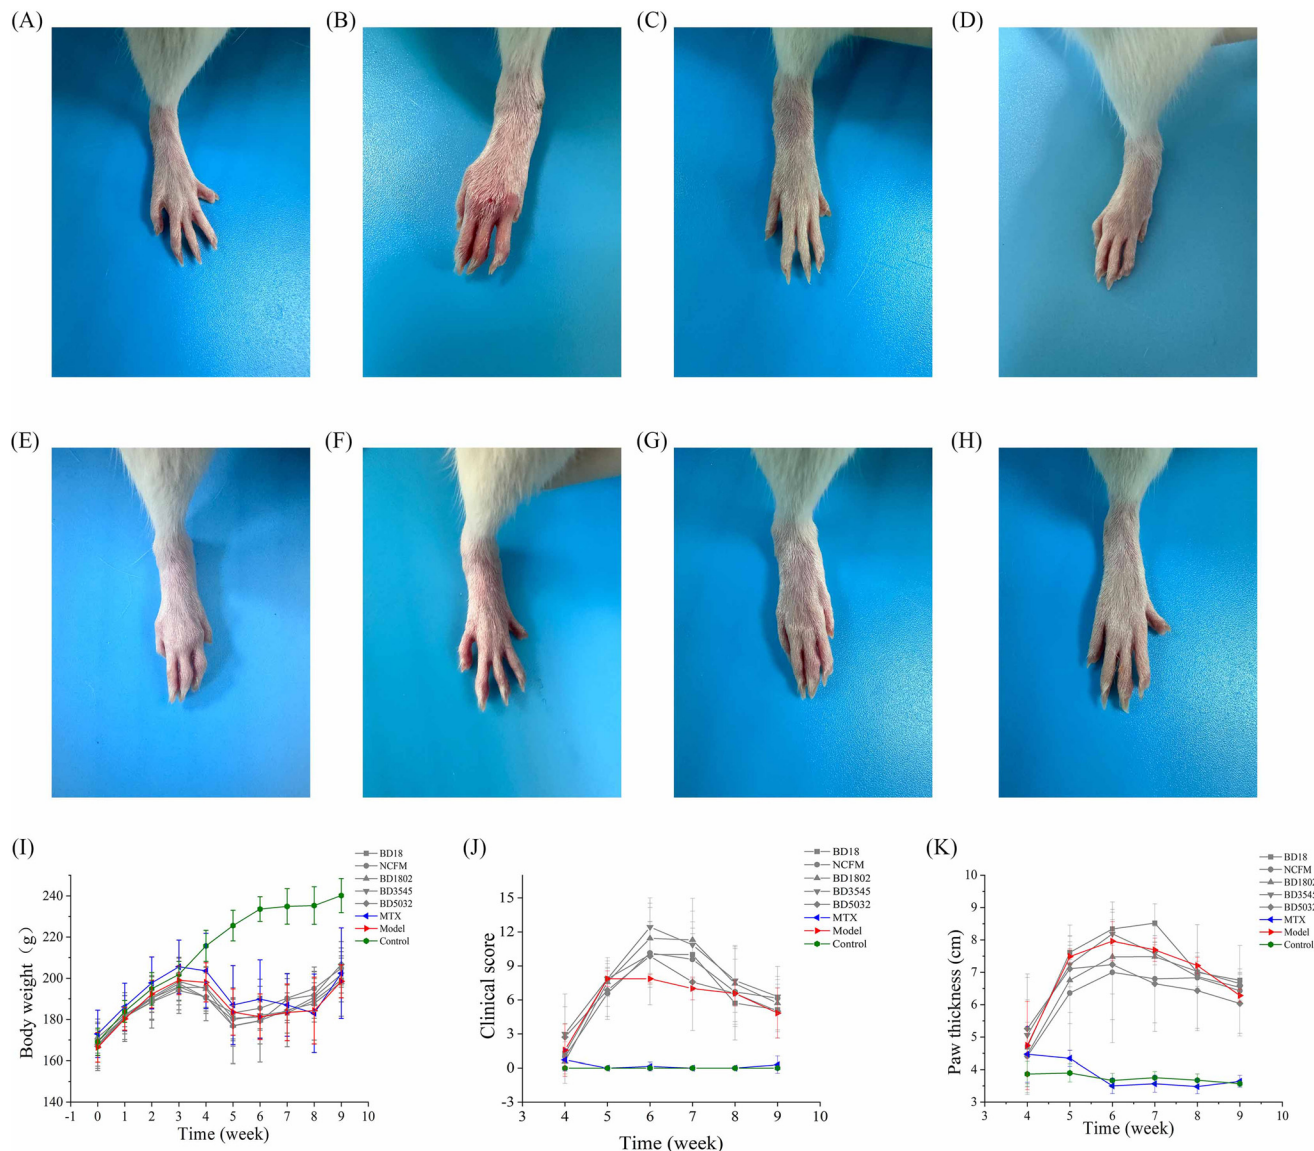 (A)
(B)
(C)
(D)
(E)
(F)
(G)
(H)
(I)
BD18
NCFM
BD1802
BD3545
BD5032
MTX
Model
Control
240
220
200
180
160
140
-1 0 1 2 3 4 5 6 7 8 9 10
Body weight（g）
Time (week)
(J)
BD18
NCFM
BD1802
BD3545
BD5032
MTX
Model
Control
15
12
9
6
3
0
-3
3 4 5 6 7 8 9 10
Clinical score
Time (week)
(K)
BD18
NCFM
BD1802
BD3545
BD5032
MTX
Model
Control
10
9
8
7
6
5
4
3
3 4 5 6 7 8 9 10
Paw thickness (cm)
Time (week)